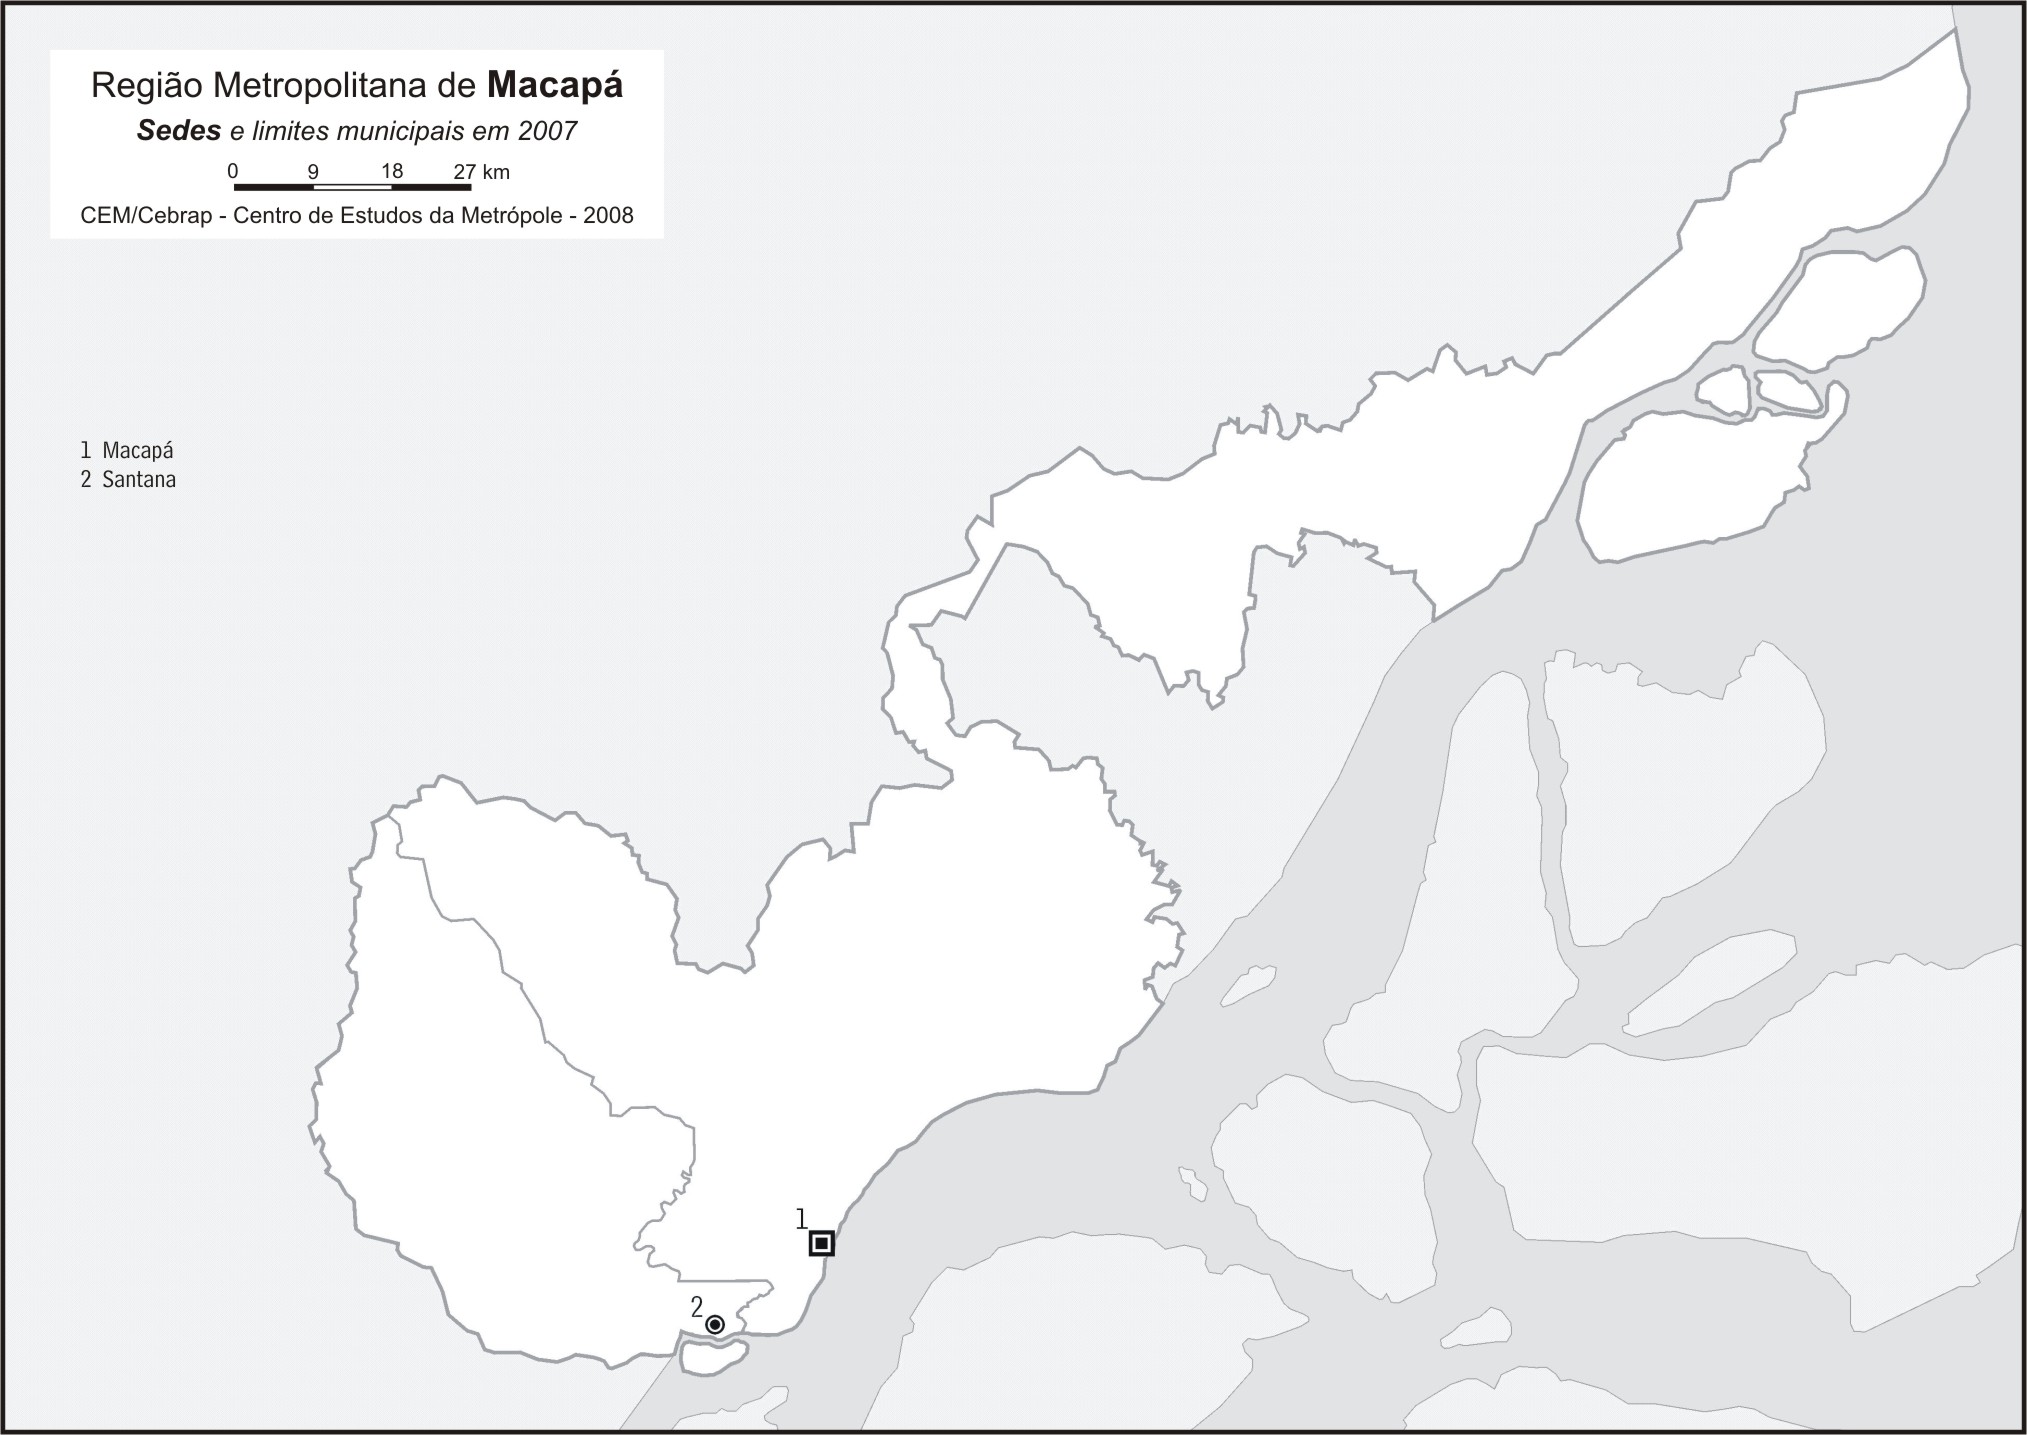 Região Metropolitana de Macapá
Sedes e limites municipais em 2007
0 9 18 27 km
CEM/Cebrap - Centro de Estudos da Metrópole - 2008
1 Macapá
2 Santana
1
2